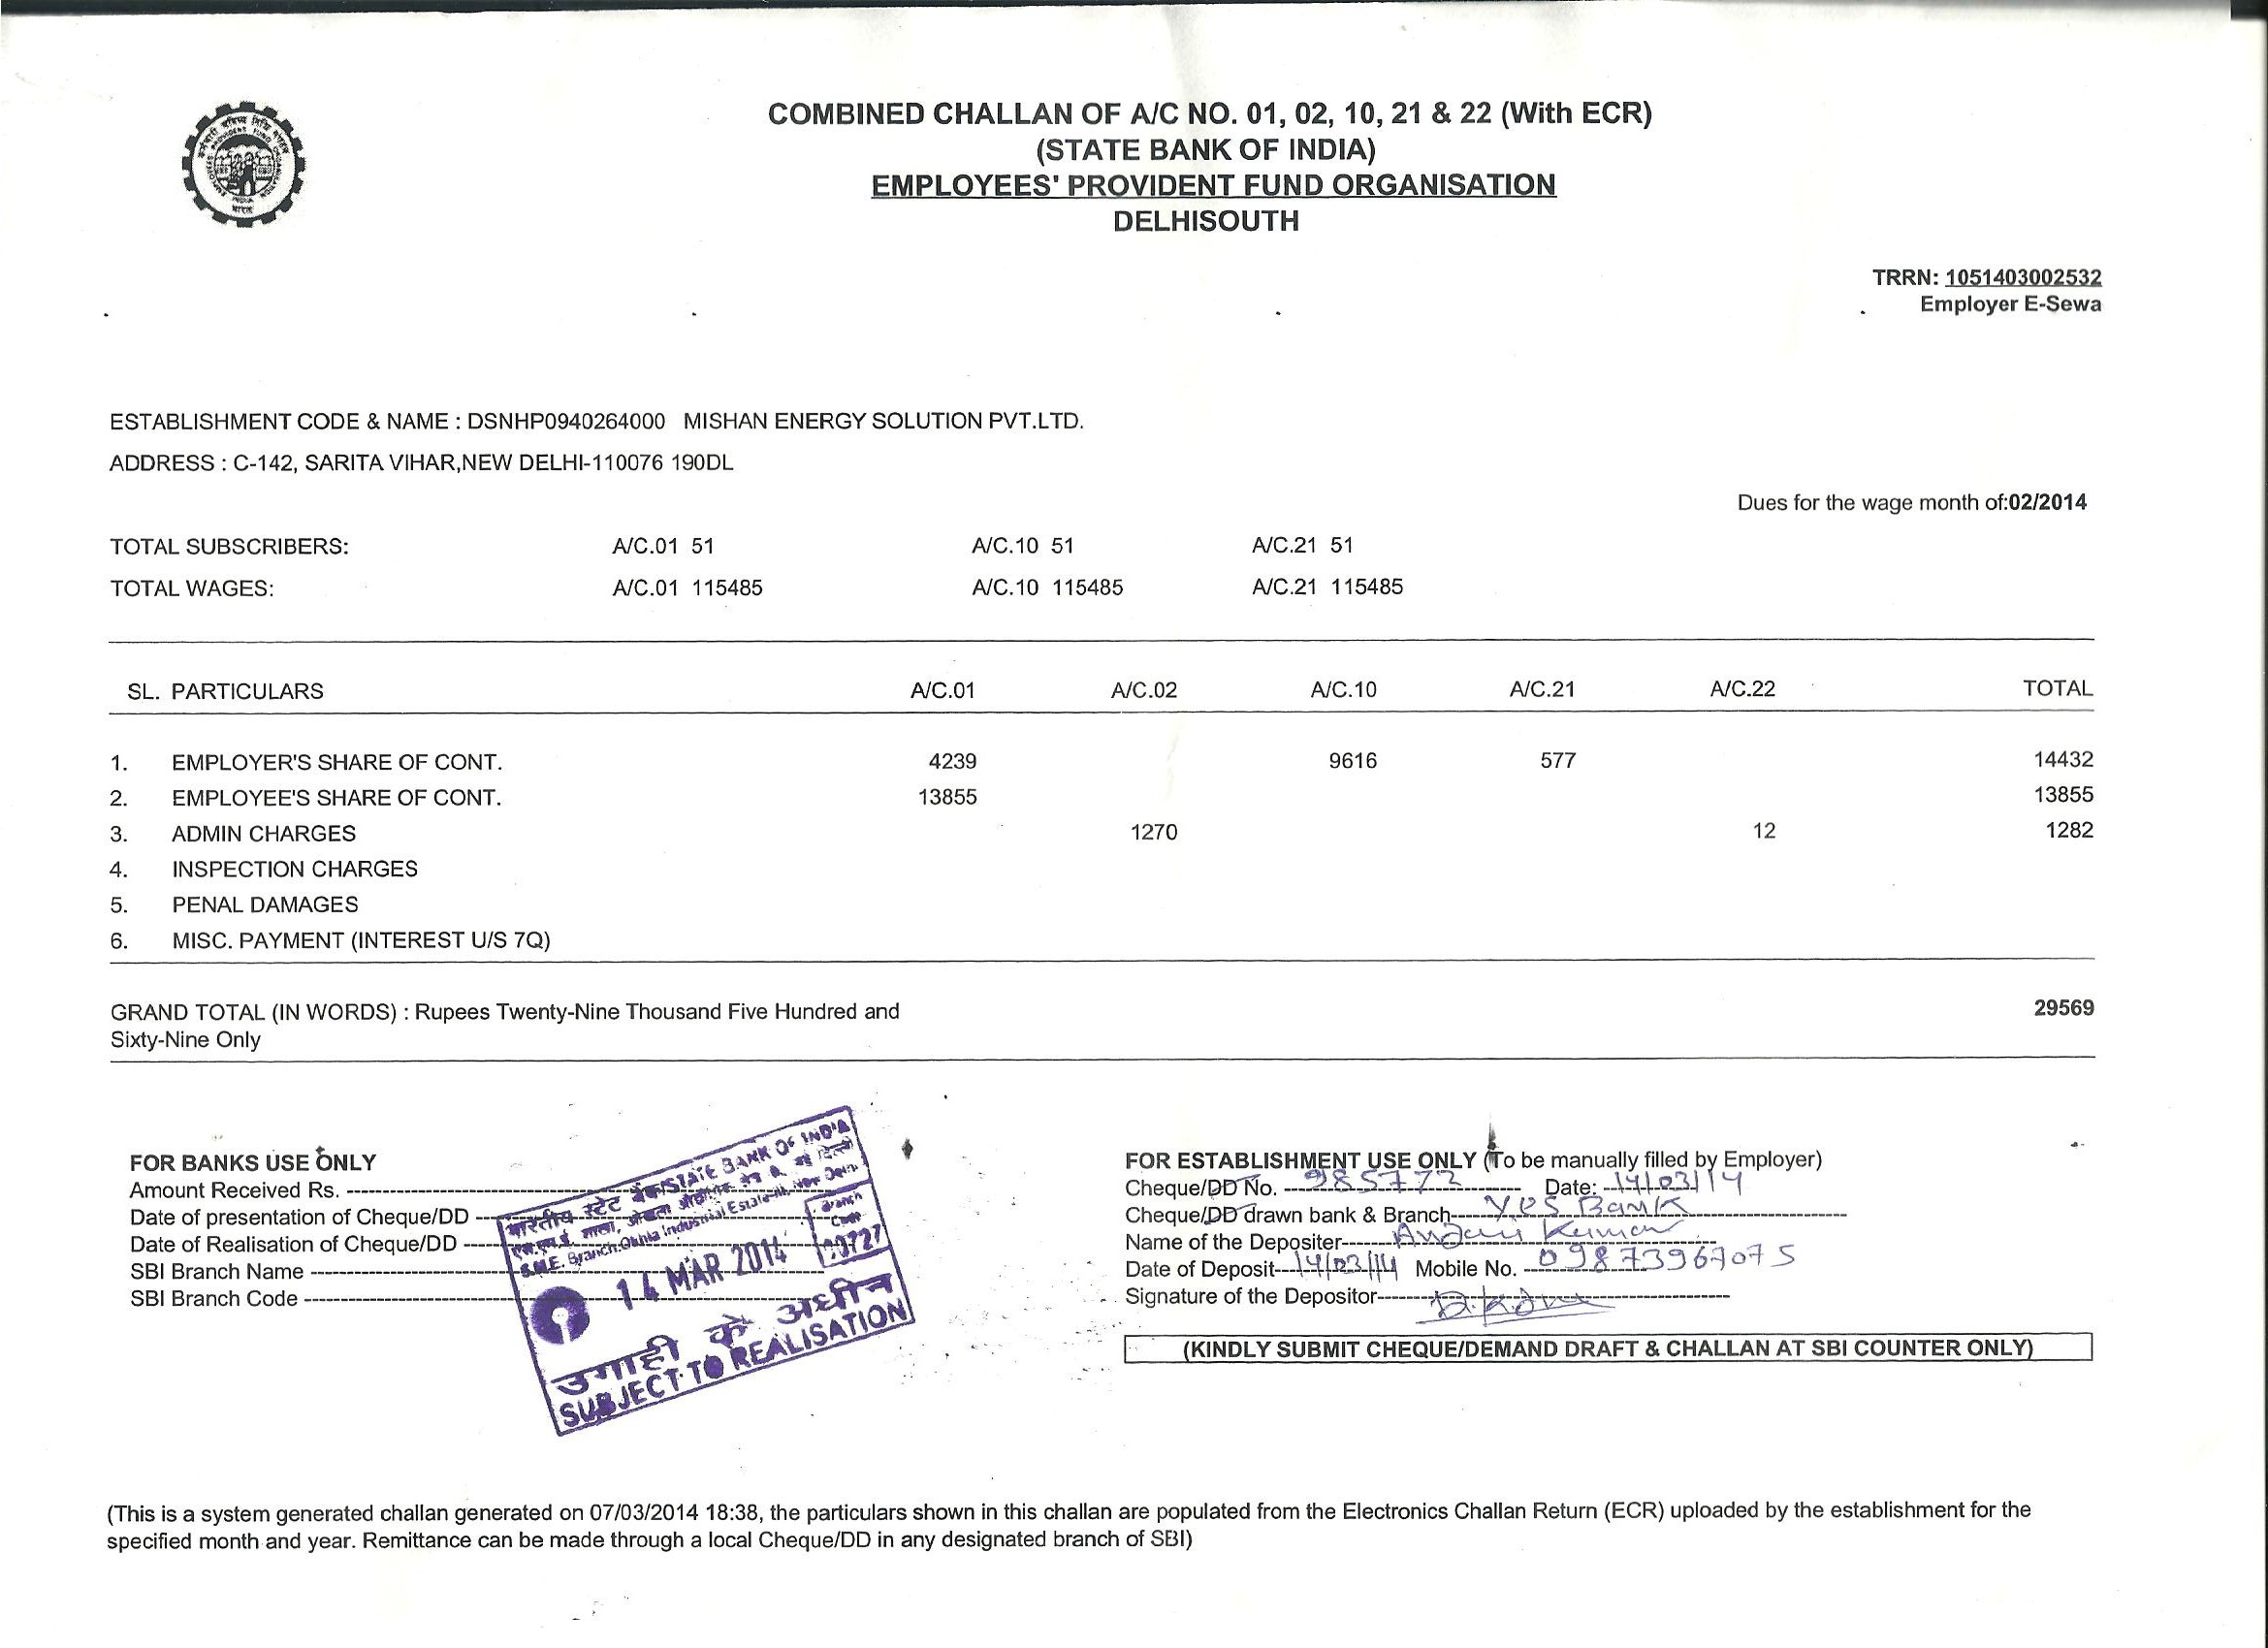 COMBINED CHALLAN OF A/C NO. 01, 02, 10, 21 & 22 (With ECR)
(STATE BANK OF INDIA)
EMPLOYEES' PROVIDENT FUND ORGANISATION
DELHISOUTH
TRRN: 1051403002532
Employer E-Sewa
ESTABLISHMENT CODE & NAME : DSNHP0940264000 MISHAN ENERGY SOLUTION PVT.LTD.
ADDRESS : C-142, SARITA VIHAR,NEW DELHI-110076 190DL
Dues for the wage month of:02/2014
TOTAL SUBSCRIBERS: A/C.01 51 A/C.10 51 A/C.21 51
TOTAL WAGES: A/C.01 115485 A/C.10 115485 A/C.21 115485
SL. PARTICULARS A/C.01 A/C.02 A/C.10 A/C.21 A/C.22 TOTAL
1. EMPLOYER'S SHARE OF CONT. 4239 9616 577 14432
2. EMPLOYEE'S SHARE OF CONT. 13855 13855
3. ADMIN CHARGES 1270 12 1282
4. INSPECTION CHARGES
5. PENAL DAMAGES
6. MISC. PAYMENT (INTEREST U/S 7Q)
GRAND TOTAL (IN WORDS) : Rupees Twenty-Nine Thousand Five Hundred and 29569
Sixty-Nine Only
FOR BANKS USE ONLY
Amount Received Rs.
Date of presentation of Cheque/DD
Date of Realisation of Cheque/DD
SBI Branch Name
SBI Branch Code
भारतीय स्टेट बैंक STATE BANK OF INDIA
S.M.E. Branch.Okhla Industrial Estate-III, New Delhi
Branch
Code
14 MAR 2014
उगाही के अधीन
SUBJECT TO REALISATION
FOR ESTABLISHMENT USE ONLY (To be manually filled by Employer)
Cheque/DD No. 985772 Date: 14/03/14
Cheque/DD drawn bank & Branch Yes Bank
Name of the Depositer Anjani Kumar
Date of Deposit 14/03/14 Mobile No. 09873967075
Signature of the Depositor
(KINDLY SUBMIT CHEQUE/DEMAND DRAFT & CHALLAN AT SBI COUNTER ONLY)
(This is a system generated challan generated on 07/03/2014 18:38, the particulars shown in this challan are populated from the Electronics Challan Return (ECR) uploaded by the establishment for the
specified month and year. Remittance can be made through a local Cheque/DD in any designated branch of SBI)